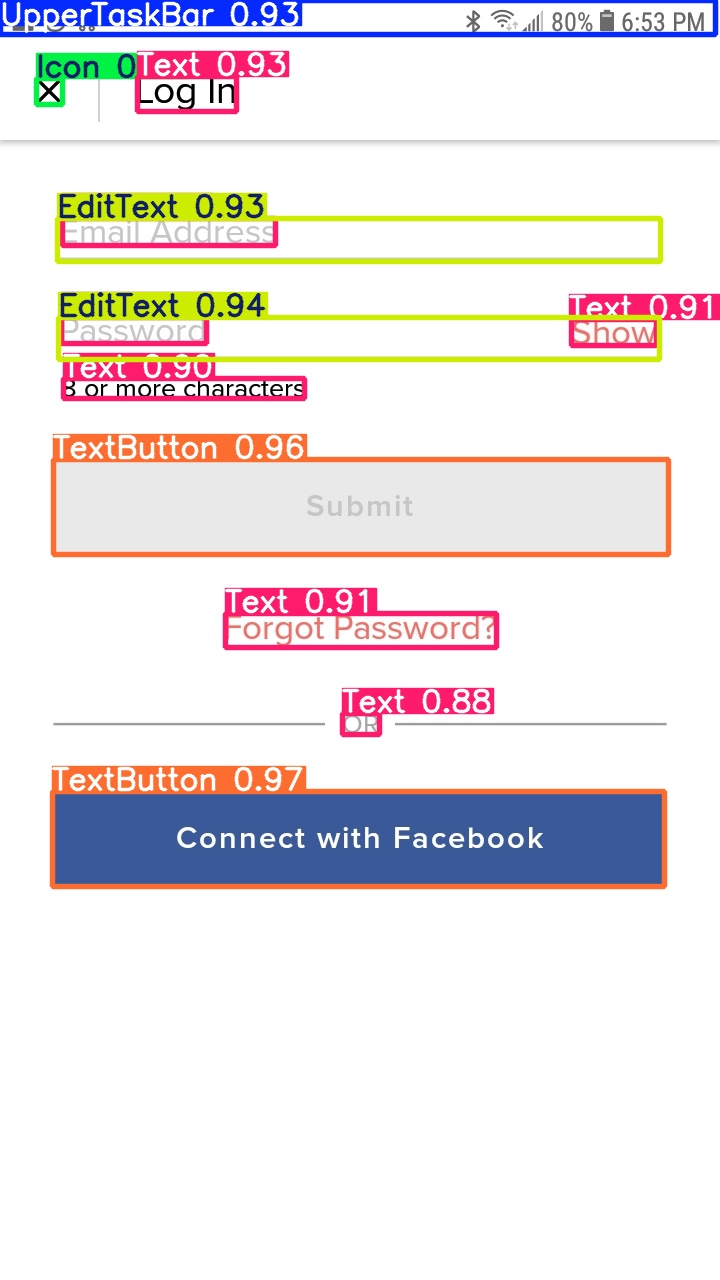 UpperTaskBar 0.93
80% 6:53 PM
Icon 0
Text 0.93
Log In
EditText 0.93
Email Address
EditText 0.94
Text 0.91
Password
Show
Text 0.90
8 or more characters
TextButton 0.96
Submit
Text 0.91
Forgot Password?
Text 0.88
OR
TextButton 0.97
Connect with Facebook